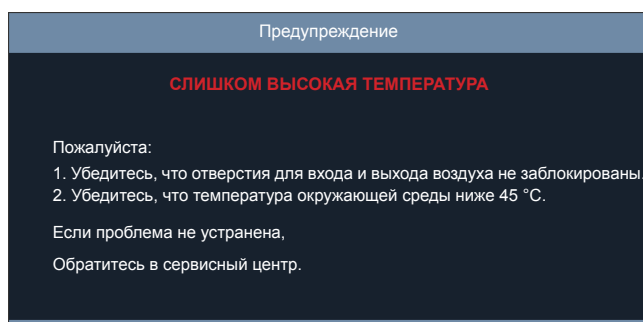 Предупреждение
СЛИШКОМ ВЫСОКАЯ ТЕМПЕРАТУРА
Пожалуйста:
1. Убедитесь, что отверстия для входа и выхода воздуха не заблокированы.
2. Убедитесь, что температура окружающей среды ниже 45 °C.
Если проблема не устранена,
Обратитесь в сервисный центр.